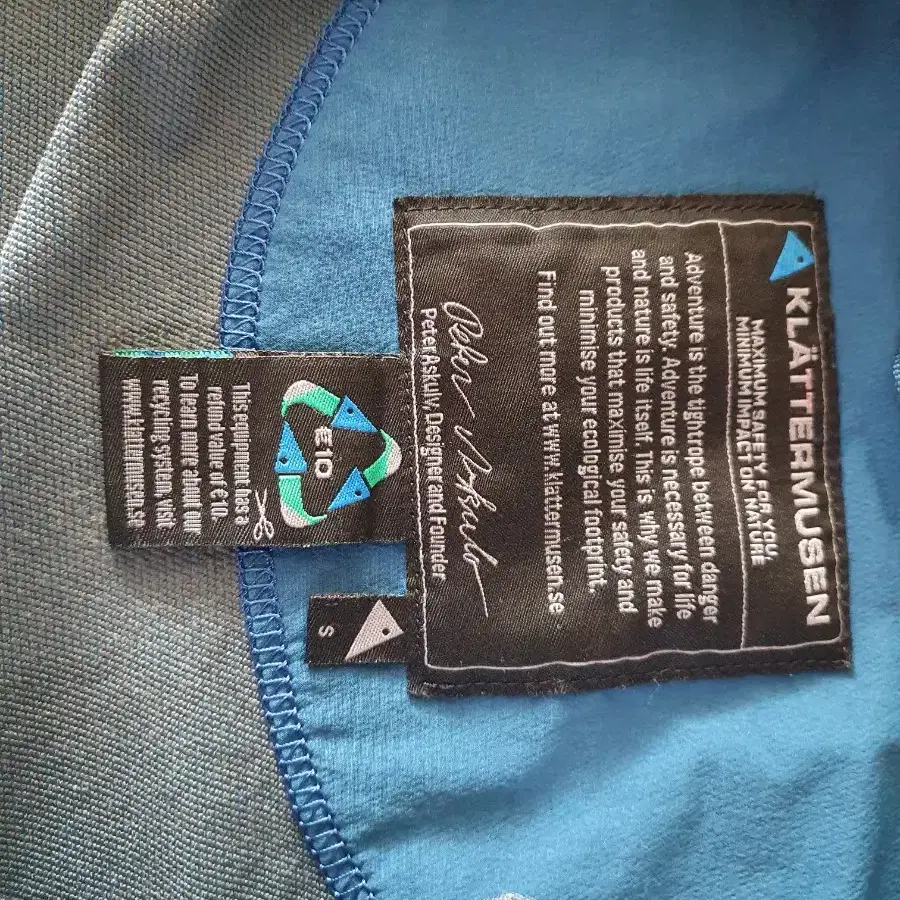 KLÄTTERMUSEN
MAXIMUM SAFETY FOR YOU
MINIMUM IMPACT ON NATURE
Adventure is the tightrope between danger
and safety. Adventure is necessary for life
and nature is life itself. This is why we make
products that maximise your safety and
minimise your ecological footprint.
Find out more at www.klattermusen.se
Peter Askulv, Designer and Founder
E10
This equipment has a
refund value of € 10.
To learn more about our
recycling system, visit
www.klattermusen.se
S